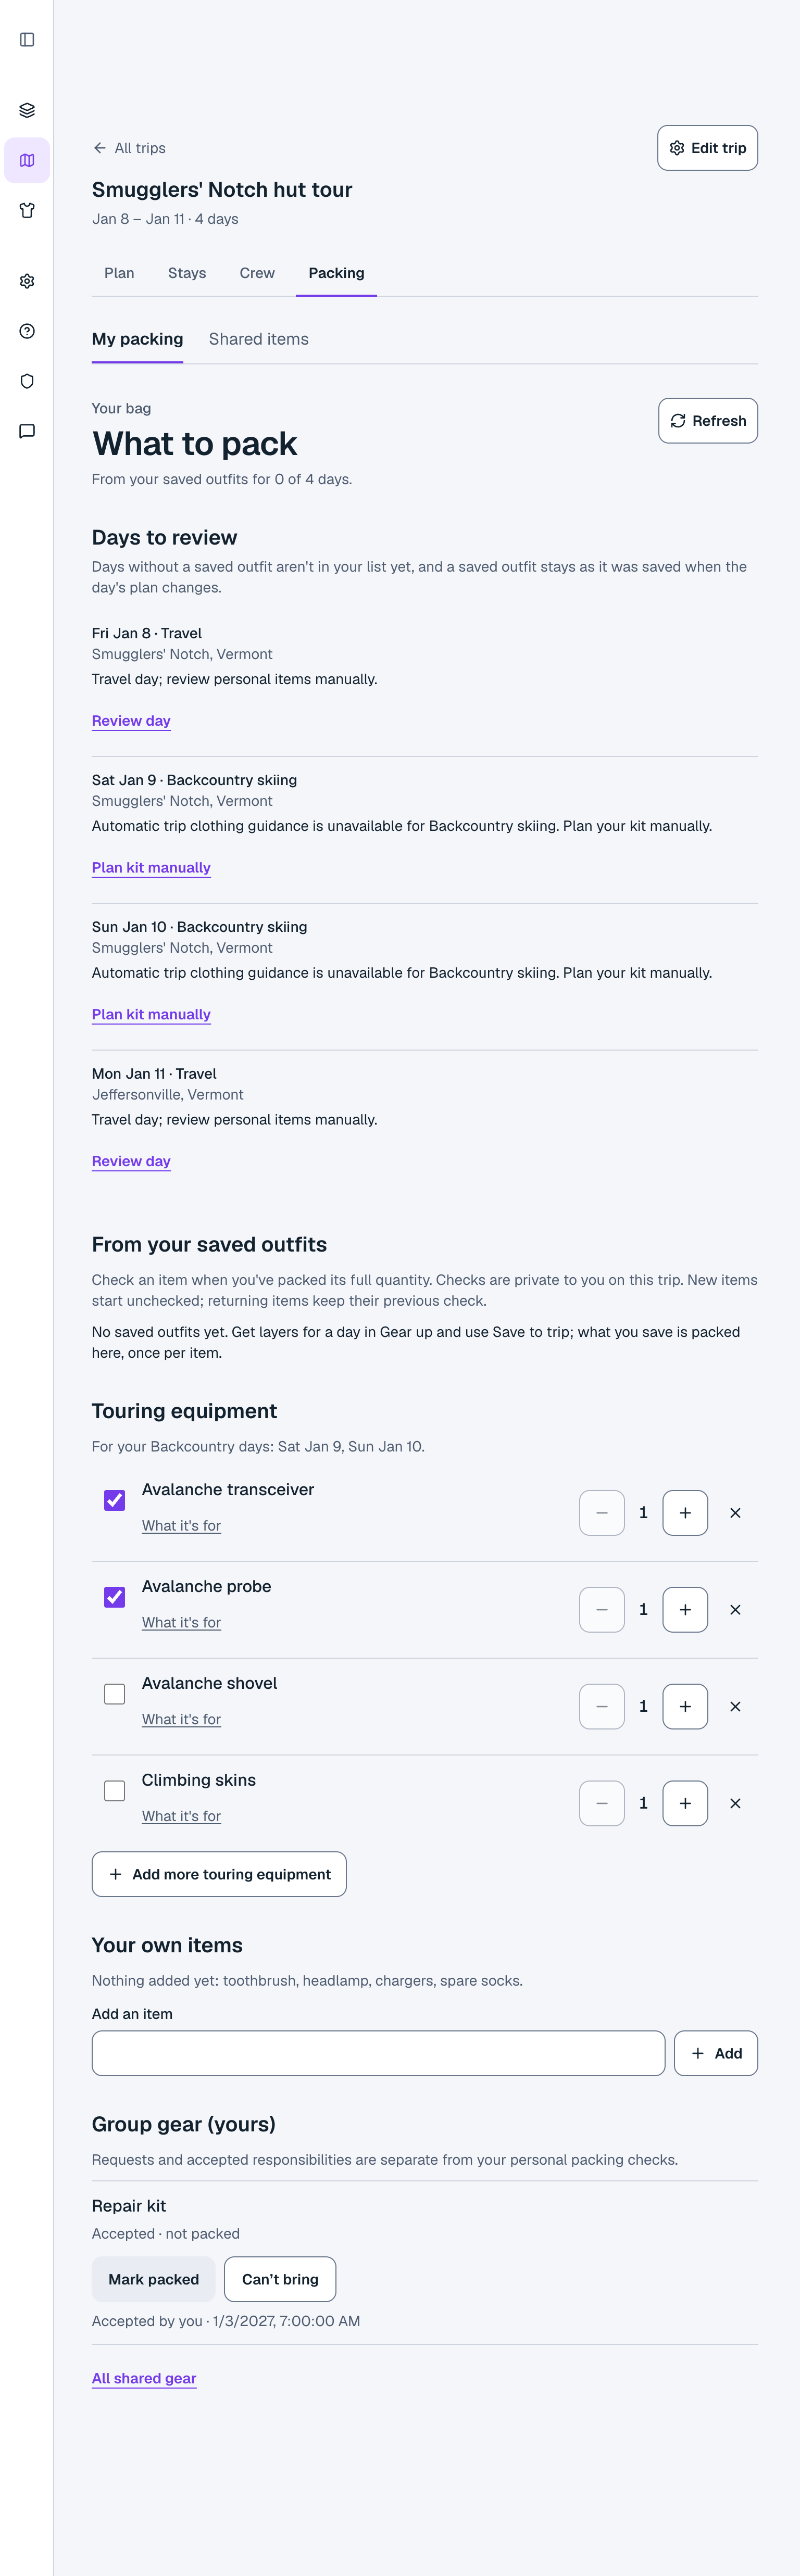 All trips
Edit trip
Smugglers' Notch hut tour
Jan 8 – Jan 11 · 4 days
Plan
Stays
Crew
Packing
My packing
Shared items
Your bag
Refresh
What to pack
From your saved outfits for 0 of 4 days.
Days to review
Days without a saved outfit aren't in your list yet, and a saved outfit stays as it was saved when the
day's plan changes.
Fri Jan 8 · Travel
Smugglers' Notch, Vermont
Travel day; review personal items manually.
Review day
Sat Jan 9 · Backcountry skiing
Smugglers' Notch, Vermont
Automatic trip clothing guidance is unavailable for Backcountry skiing. Plan your kit manually.
Plan kit manually
Sun Jan 10 · Backcountry skiing
Smugglers' Notch, Vermont
Automatic trip clothing guidance is unavailable for Backcountry skiing. Plan your kit manually.
Plan kit manually
Mon Jan 11 · Travel
Jeffersonville, Vermont
Travel day; review personal items manually.
Review day
From your saved outfits
Check an item when you've packed its full quantity. Checks are private to you on this trip. New items
start unchecked; returning items keep their previous check.
No saved outfits yet. Get layers for a day in Gear up and use Save to trip; what you save is packed
here, once per item.
Touring equipment
For your Backcountry days: Sat Jan 9, Sun Jan 10.
Avalanche transceiver
What it's for
1
Avalanche probe
What it's for
1
Avalanche shovel
What it's for
1
Climbing skins
What it's for
1
Add more touring equipment
Your own items
Nothing added yet: toothbrush, headlamp, chargers, spare socks.
Add an item
Add
Group gear (yours)
Requests and accepted responsibilities are separate from your personal packing checks.
Repair kit
Accepted · not packed
Mark packed
Can’t bring
Accepted by you · 1/3/2027, 7:00:00 AM
All shared gear